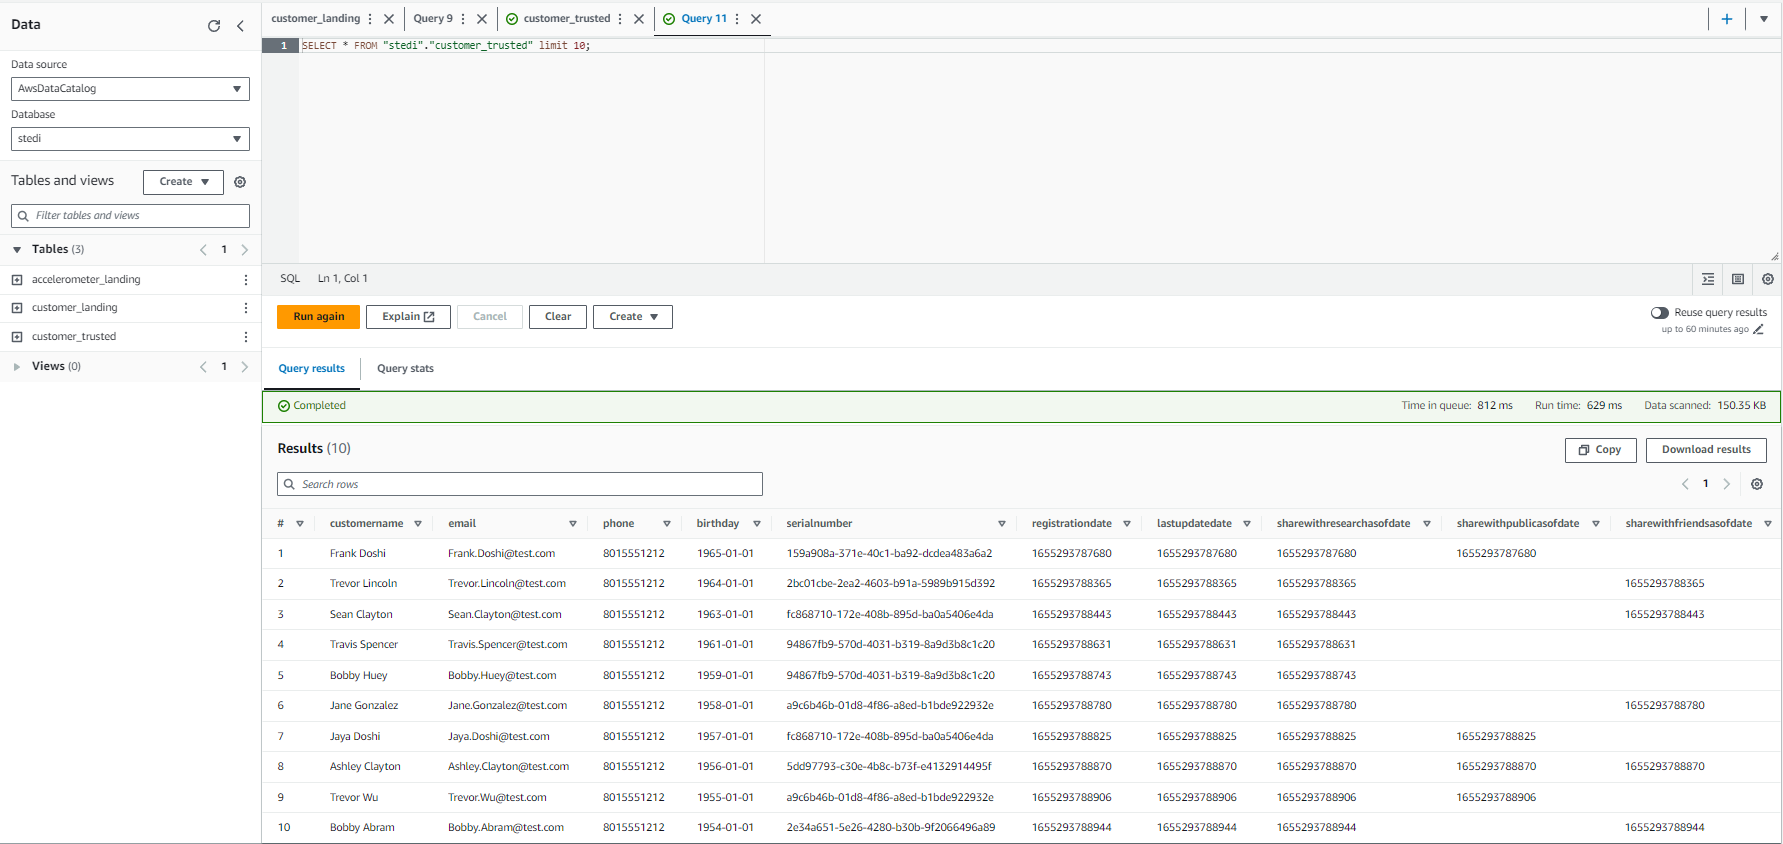 Data
Data source
AwsDataCatalog
Database
stedi
Tables and views Create
Filter tables and views
Tables (3) 1
accelerometer_landing
customer_landing
customer_trusted
Views (0) 1
customer_landing Query 9 customer_trusted Query 11
1 SELECT * FROM "stedi"."customer_trusted" limit 10;
SQL Ln 1, Col 1
Run again Explain Cancel Clear Create
Reuse query results
up to 60 minutes ago
Query results Query stats
Completed Time in queue: 812 ms Run time: 629 ms Data scanned: 150.35 KB
Results (10) Copy Download results
Search rows 1
# customername email phone birthday serialnumber registrationdate lastupdatedate sharewithresearchasofdate sharewithpublicasofdate sharewithfriendsasofdate
1 Frank Doshi Frank.Doshi@test.com 8015551212 1965-01-01 159a908a-371e-40c1-ba92-dcdea483a6a2 1655293787680 1655293787680 1655293787680 1655293787680
2 Trevor Lincoln Trevor.Lincoln@test.com 8015551212 1964-01-01 2bc01cbe-2ea2-4603-b91a-5989b915d392 1655293788365 1655293788365 1655293788365 1655293788365
3 Sean Clayton Sean.Clayton@test.com 8015551212 1963-01-01 fc868710-172e-408b-895d-ba0a5406e4da 1655293788443 1655293788443 1655293788443 1655293788443
4 Travis Spencer Travis.Spencer@test.com 8015551212 1961-01-01 94867fb9-570d-4031-b319-8a9d3b8c1c20 1655293788631 1655293788631 1655293788631
5 Bobby Huey Bobby.Huey@test.com 8015551212 1959-01-01 94867fb9-570d-4031-b319-8a9d3b8c1c20 1655293788743 1655293788743 1655293788743
6 Jane Gonzalez Jane.Gonzalez@test.com 8015551212 1958-01-01 a9c6b46b-01d8-4f86-a8ed-b1bde922932e 1655293788780 1655293788780 1655293788780 1655293788780
7 Jaya Doshi Jaya.Doshi@test.com 8015551212 1957-01-01 fc868710-172e-408b-895d-ba0a5406e4da 1655293788825 1655293788825 1655293788825 1655293788825
8 Ashley Clayton Ashley.Clayton@test.com 8015551212 1956-01-01 5dd97793-c30e-4b8c-b73f-e4132914495f 1655293788870 1655293788870 1655293788870 1655293788870 1655293788870
9 Trevor Wu Trevor.Wu@test.com 8015551212 1955-01-01 a9c6b46b-01d8-4f86-a8ed-b1bde922932e 1655293788906 1655293788906 1655293788906 1655293788906
10 Bobby Abram Bobby.Abram@test.com 8015551212 1954-01-01 2e34a651-5e26-4280-b30b-9f2066496a89 1655293788944 1655293788944 1655293788944 1655293788944